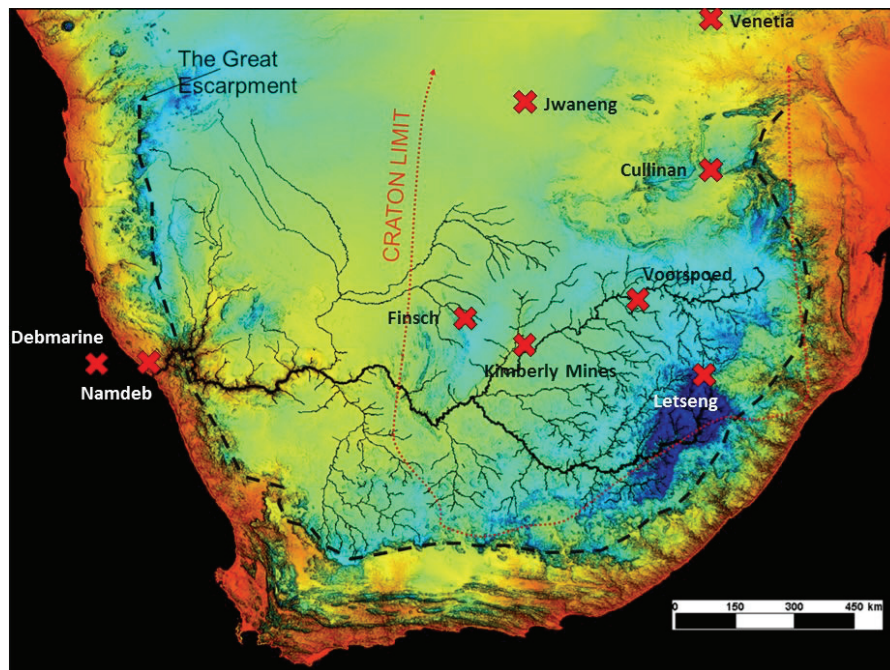 Venetia
The Great
Escarpment
Jwaneng
CRATON LIMIT
Cullinan
Voorspoed
Finsch
Debmarine
Kimberly Mines
Namdeb
Letseng
0 150 300 450 km